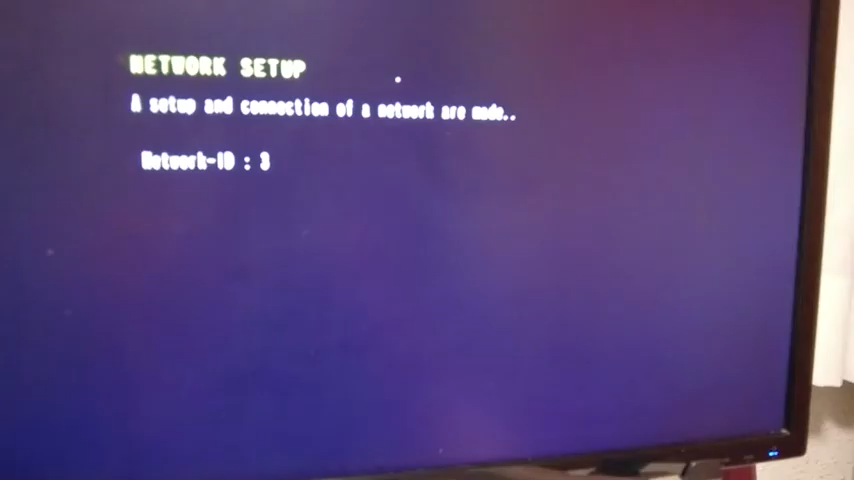 NETWORK SETUP
A setup and connection of a network are made..
Network-ID : 3